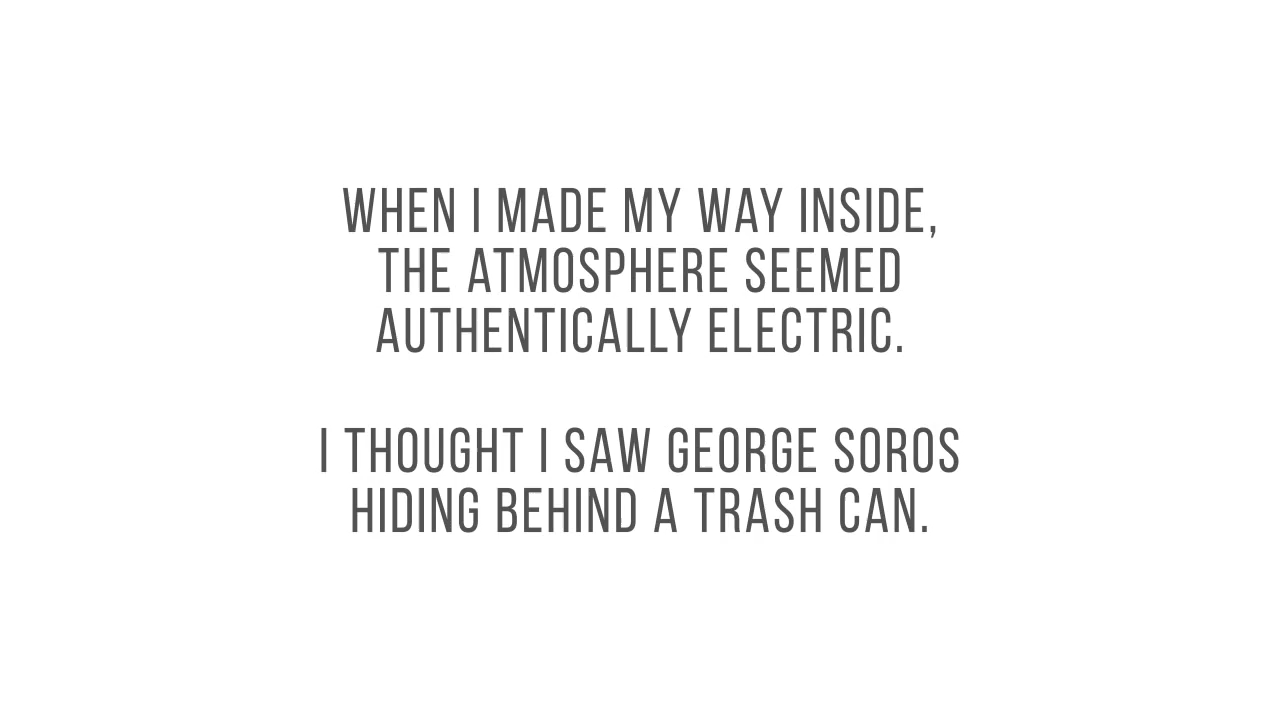 WHEN I MADE MY WAY INSIDE,
THE ATMOSPHERE SEEMED
AUTHENTICALLY ELECTRIC.
I THOUGHT I SAW GEORGE SOROS
HIDING BEHIND A TRASH CAN.